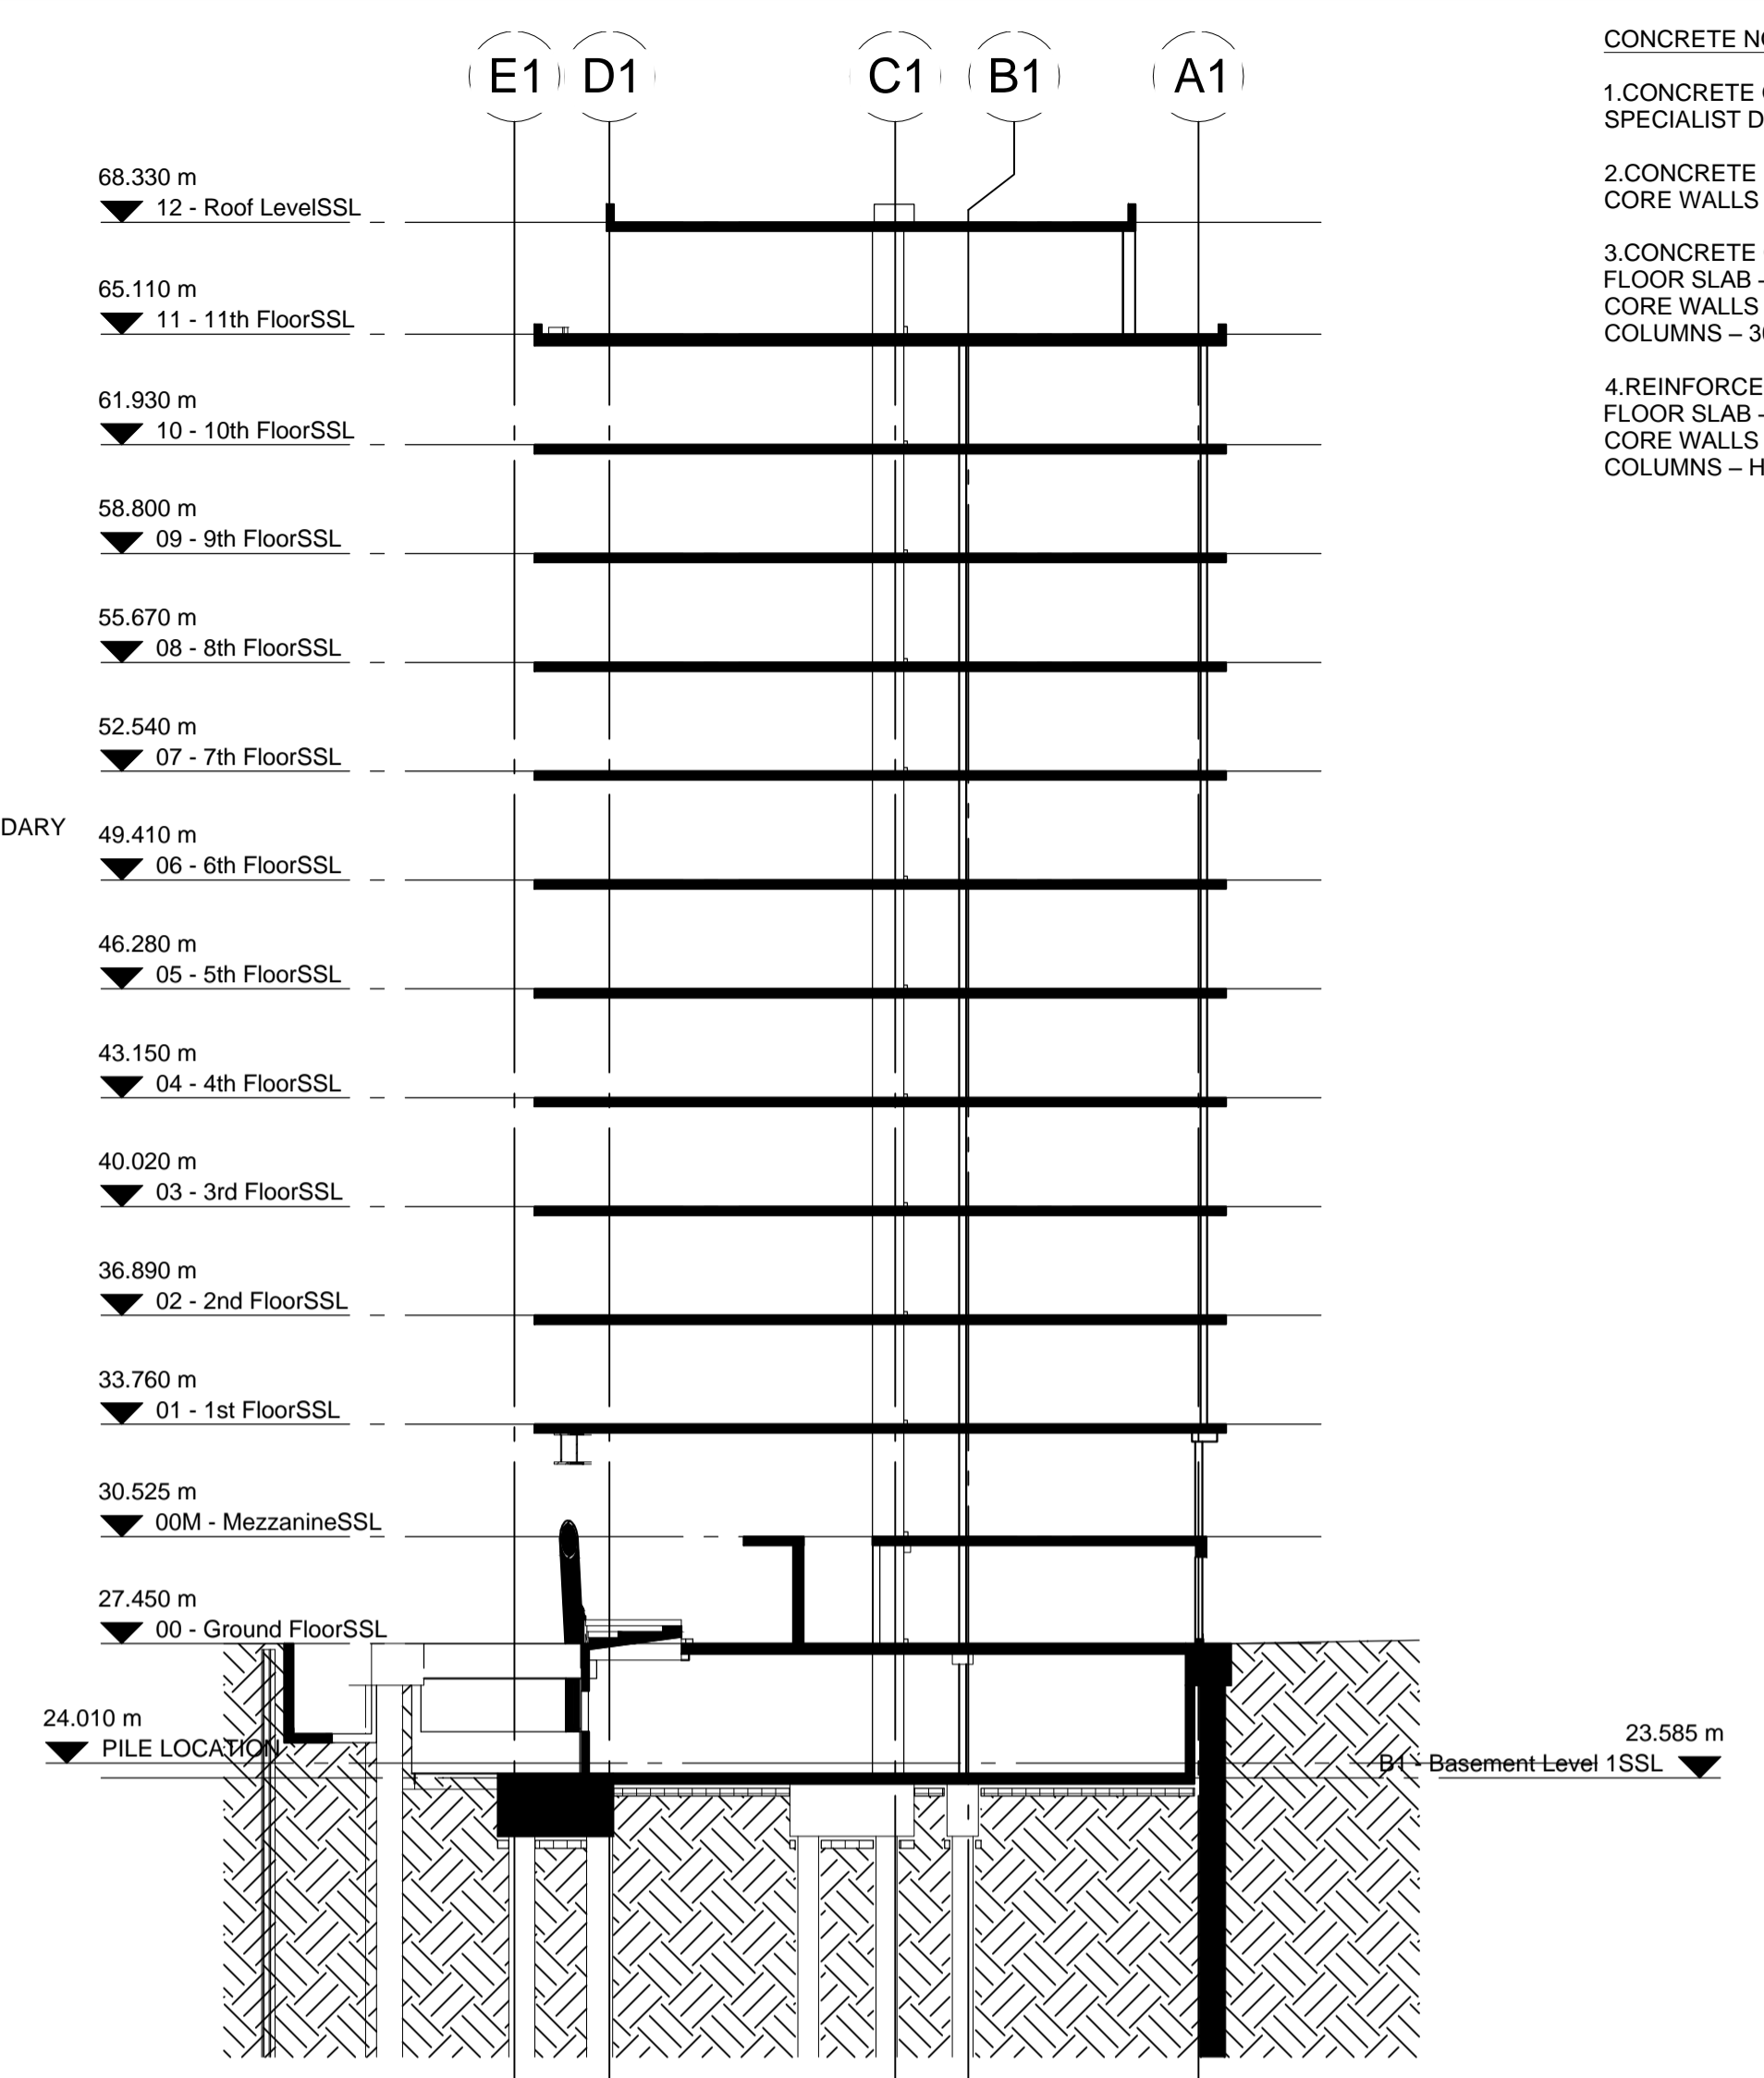 E1 D1 C1 B1 A1
68.330 m
12 - Roof LevelSSL
65.110 m
11 - 11th FloorSSL
61.930 m
10 - 10th FloorSSL
58.800 m
09 - 9th FloorSSL
55.670 m
08 - 8th FloorSSL
52.540 m
07 - 7th FloorSSL
DARY
49.410 m
06 - 6th FloorSSL
46.280 m
05 - 5th FloorSSL
43.150 m
04 - 4th FloorSSL
40.020 m
03 - 3rd FloorSSL
36.890 m
02 - 2nd FloorSSL
33.760 m
01 - 1st FloorSSL
30.525 m
00M - MezzanineSSL
27.450 m
00 - Ground FloorSSL
24.010 m
PILE LOCATION
23.585 m
B1 - Basement Level 1SSL
CONCRETE
1.CONCRETE
SPECIALIST
2.CONCRETE
CORE WALLS
3.CONCRETE
FLOOR SLAB –
CORE WALLS
COLUMNS –
4.REINFORCE
FLOOR SLAB –
CORE WALLS
COLUMNS –